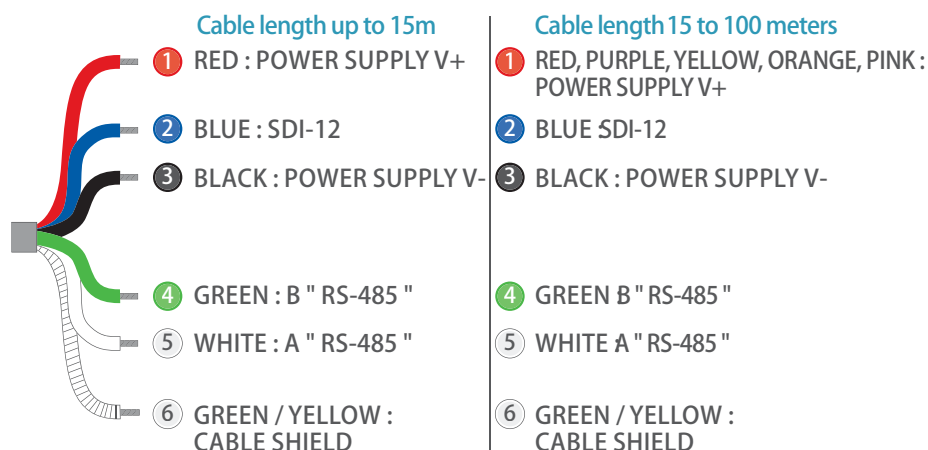 Cable length up to 15m
1 RED : POWER SUPPLY V+
2 BLUE : SDI-12
3 BLACK : POWER SUPPLY V-
4 GREEN : B " RS-485 "
5 WHITE : A " RS-485 "
6 GREEN / YELLOW :
CABLE SHIELD
Cable length 15 to 100 meters
1 RED, PURPLE, YELLOW, ORANGE, PINK :
POWER SUPPLY V+
2 BLUE :SDI-12
3 BLACK : POWER SUPPLY V-
4 GREEN :B " RS-485 "
5 WHITE :A " RS-485 "
6 GREEN / YELLOW :
CABLE SHIELD